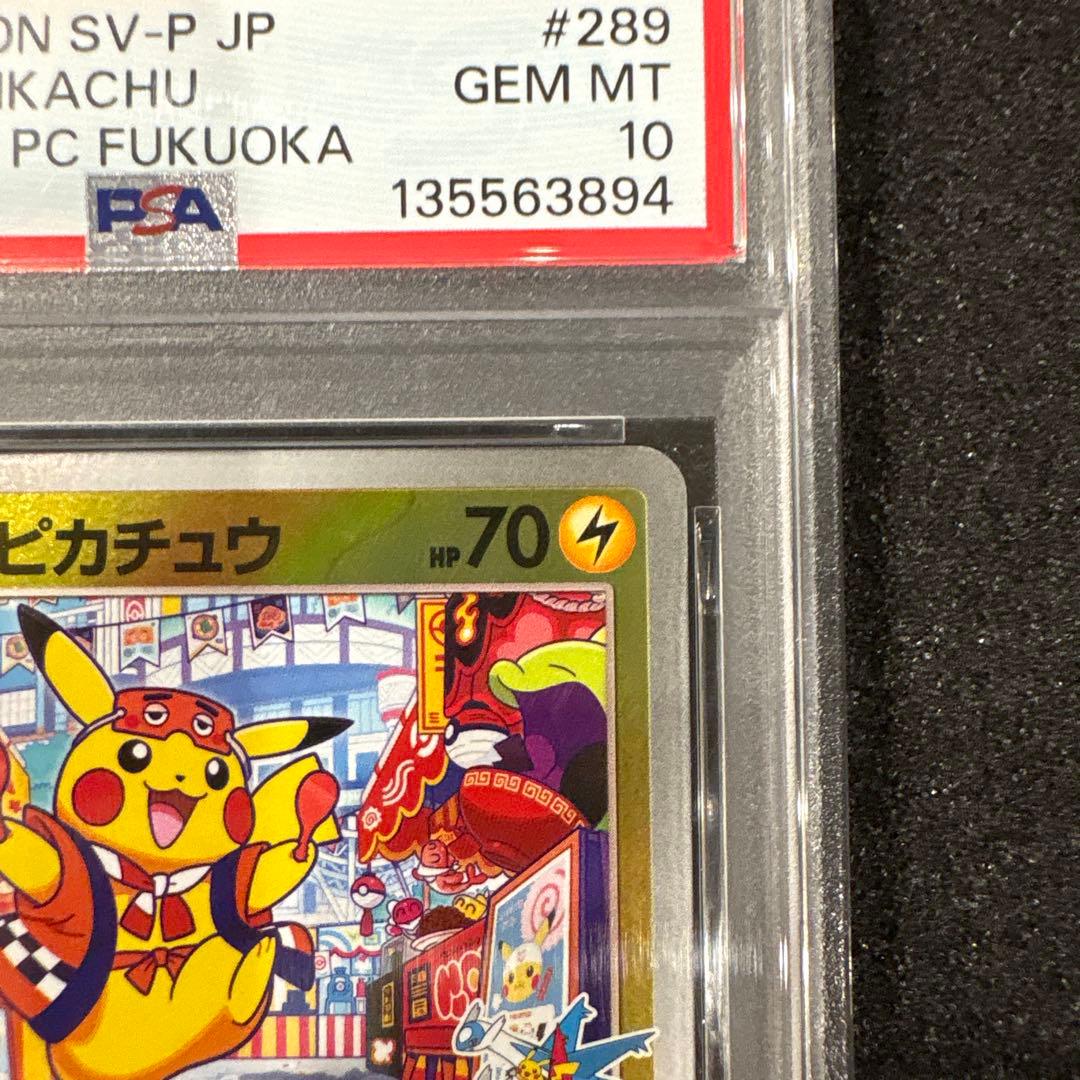 ON SV-P JP #289
IKACHU GEM MT
PC FUKUOKA 10
PSA 135563894
ピカチュウ HP70